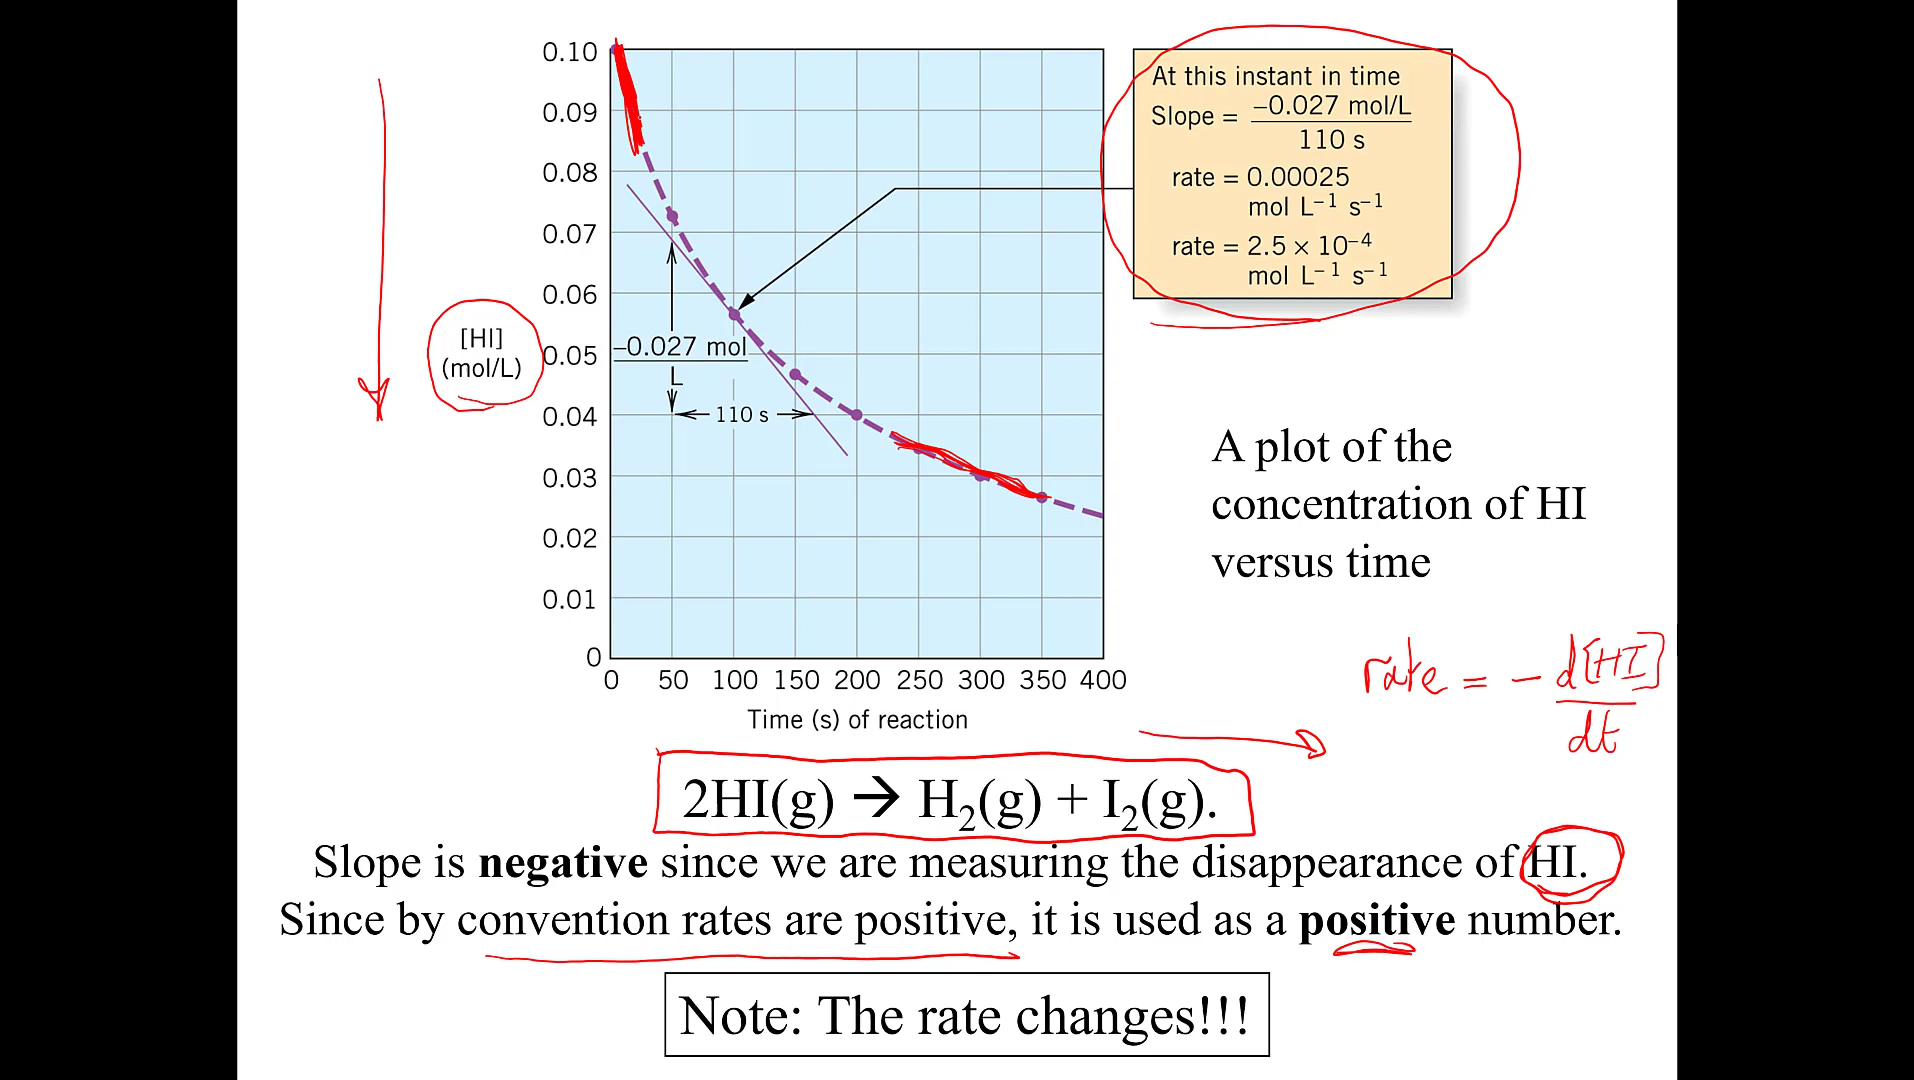 0.10
0.09
0.08
0.07
0.06
0.05
0.04
0.03
0.02
0.01
0
[HI]
(mol/L)
–0.027 mol
L
110 s
0 50 100 150 200 250 300 350 400
Time (s) of reaction
At this instant in time
Slope = –0.027 mol/L
110 s
rate = 0.00025
mol L⁻¹ s⁻¹
rate = 2.5 × 10⁻⁴
mol L⁻¹ s⁻¹
A plot of the
concentration of HI
versus time
rate = - d[HI]
dt
2HI(g) → H₂(g) + I₂(g).
Slope is negative since we are measuring the disappearance of HI.
Since by convention rates are positive, it is used as a positive number.
Note: The rate changes!!!